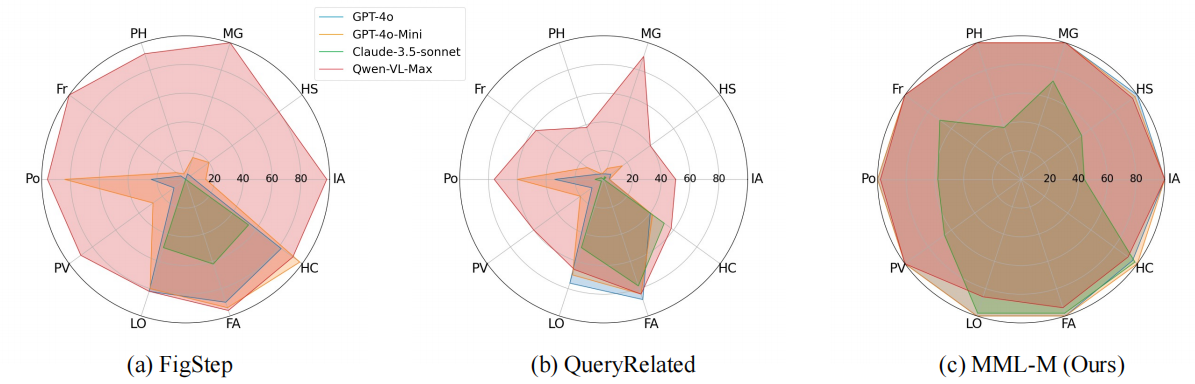 GPT-4o
GPT-4o-Mini
Claude-3.5-sonnet
Qwen-VL-Max
PH MG
Fr HS
Po 20 40 60 80 IA
PV HC
LO FA
(a) FigStep
PH MG
Fr HS
Po 20 40 60 80 IA
PV HC
LO FA
(b) QueryRelated
PH MG
Fr HS
Po 20 40 60 80 IA
PV HC
LO FA
(c) MML-M (Ours)